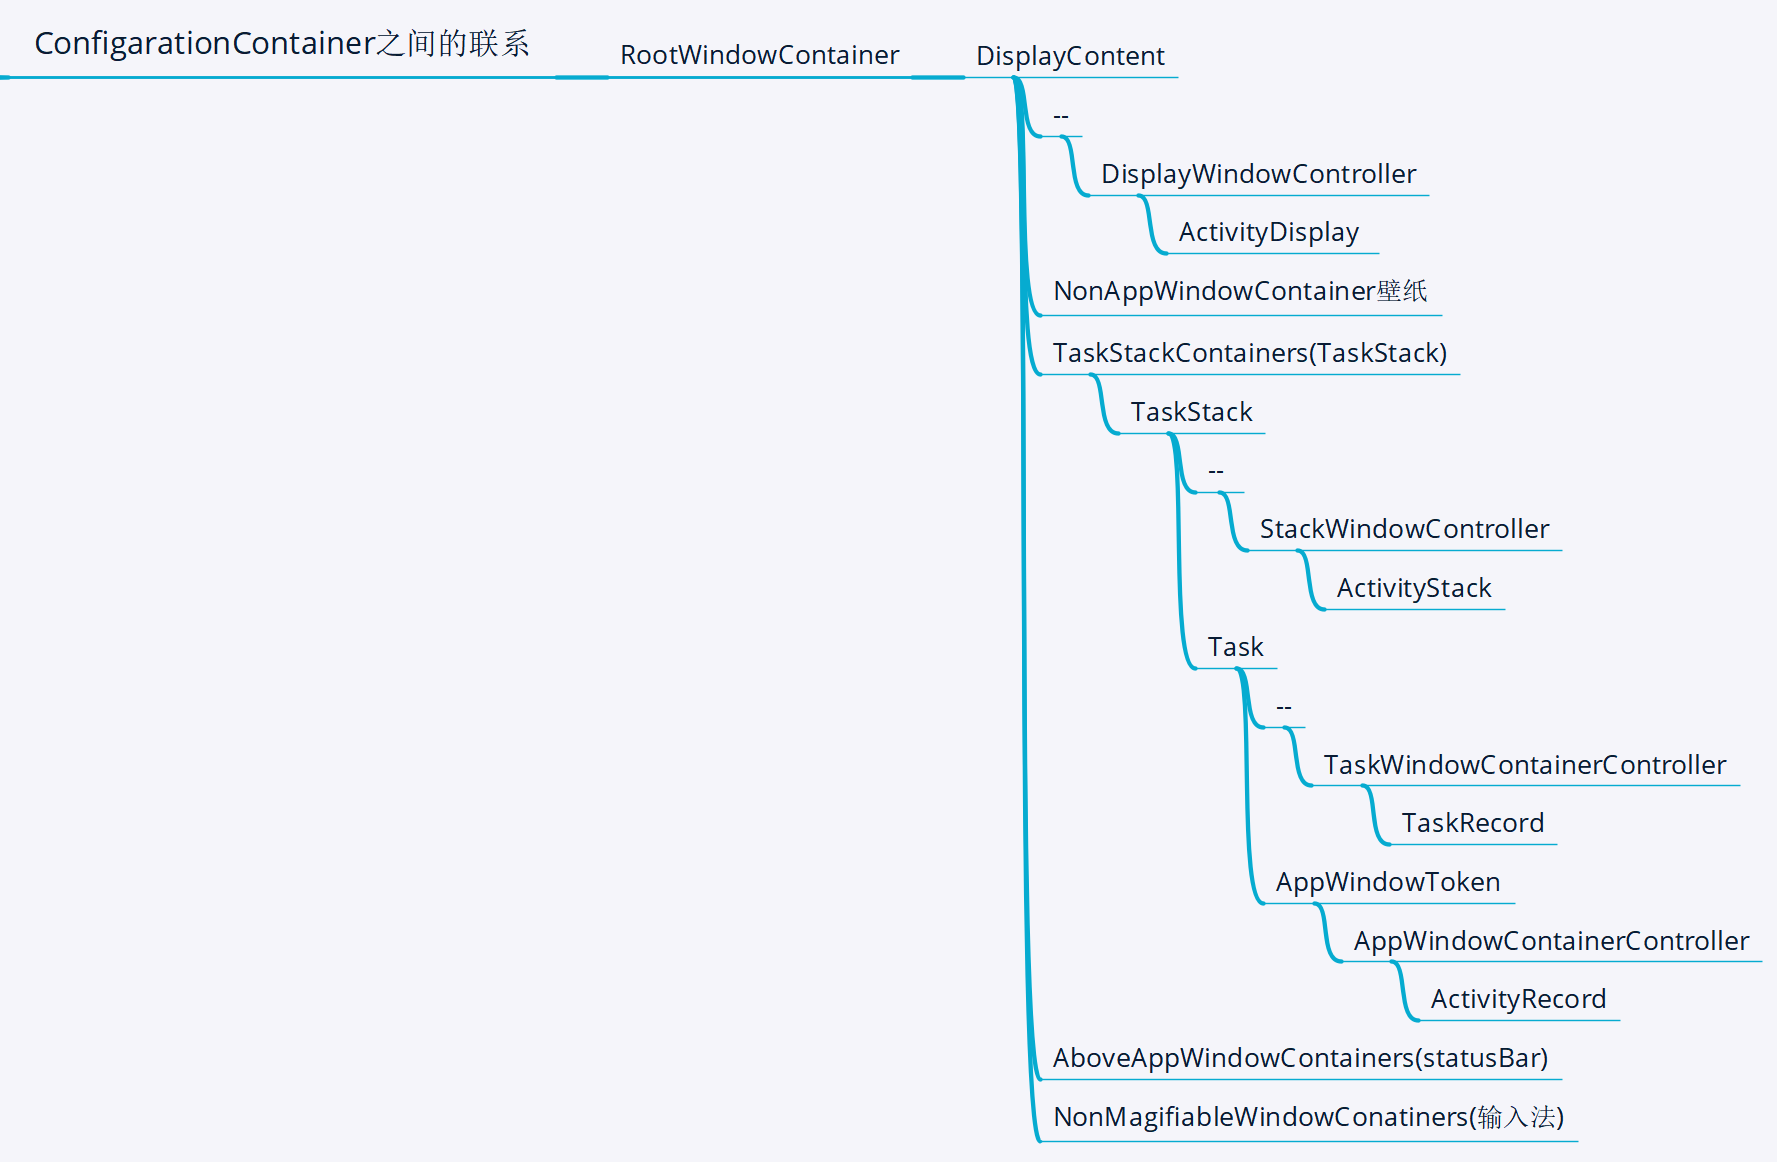 ConfigarationContainer之间的联系
RootWindowContainer
DisplayContent
--
DisplayWindowController
ActivityDisplay
NonAppWindowContainer壁纸
TaskStackContainers(TaskStack)
TaskStack
--
StackWindowController
ActivityStack
Task
--
TaskWindowContainerController
TaskRecord
AppWindowToken
AppWindowContainerController
ActivityRecord
AboveAppWindowContainers(statusBar)
NonMagifiableWindowConatiners(输入法)